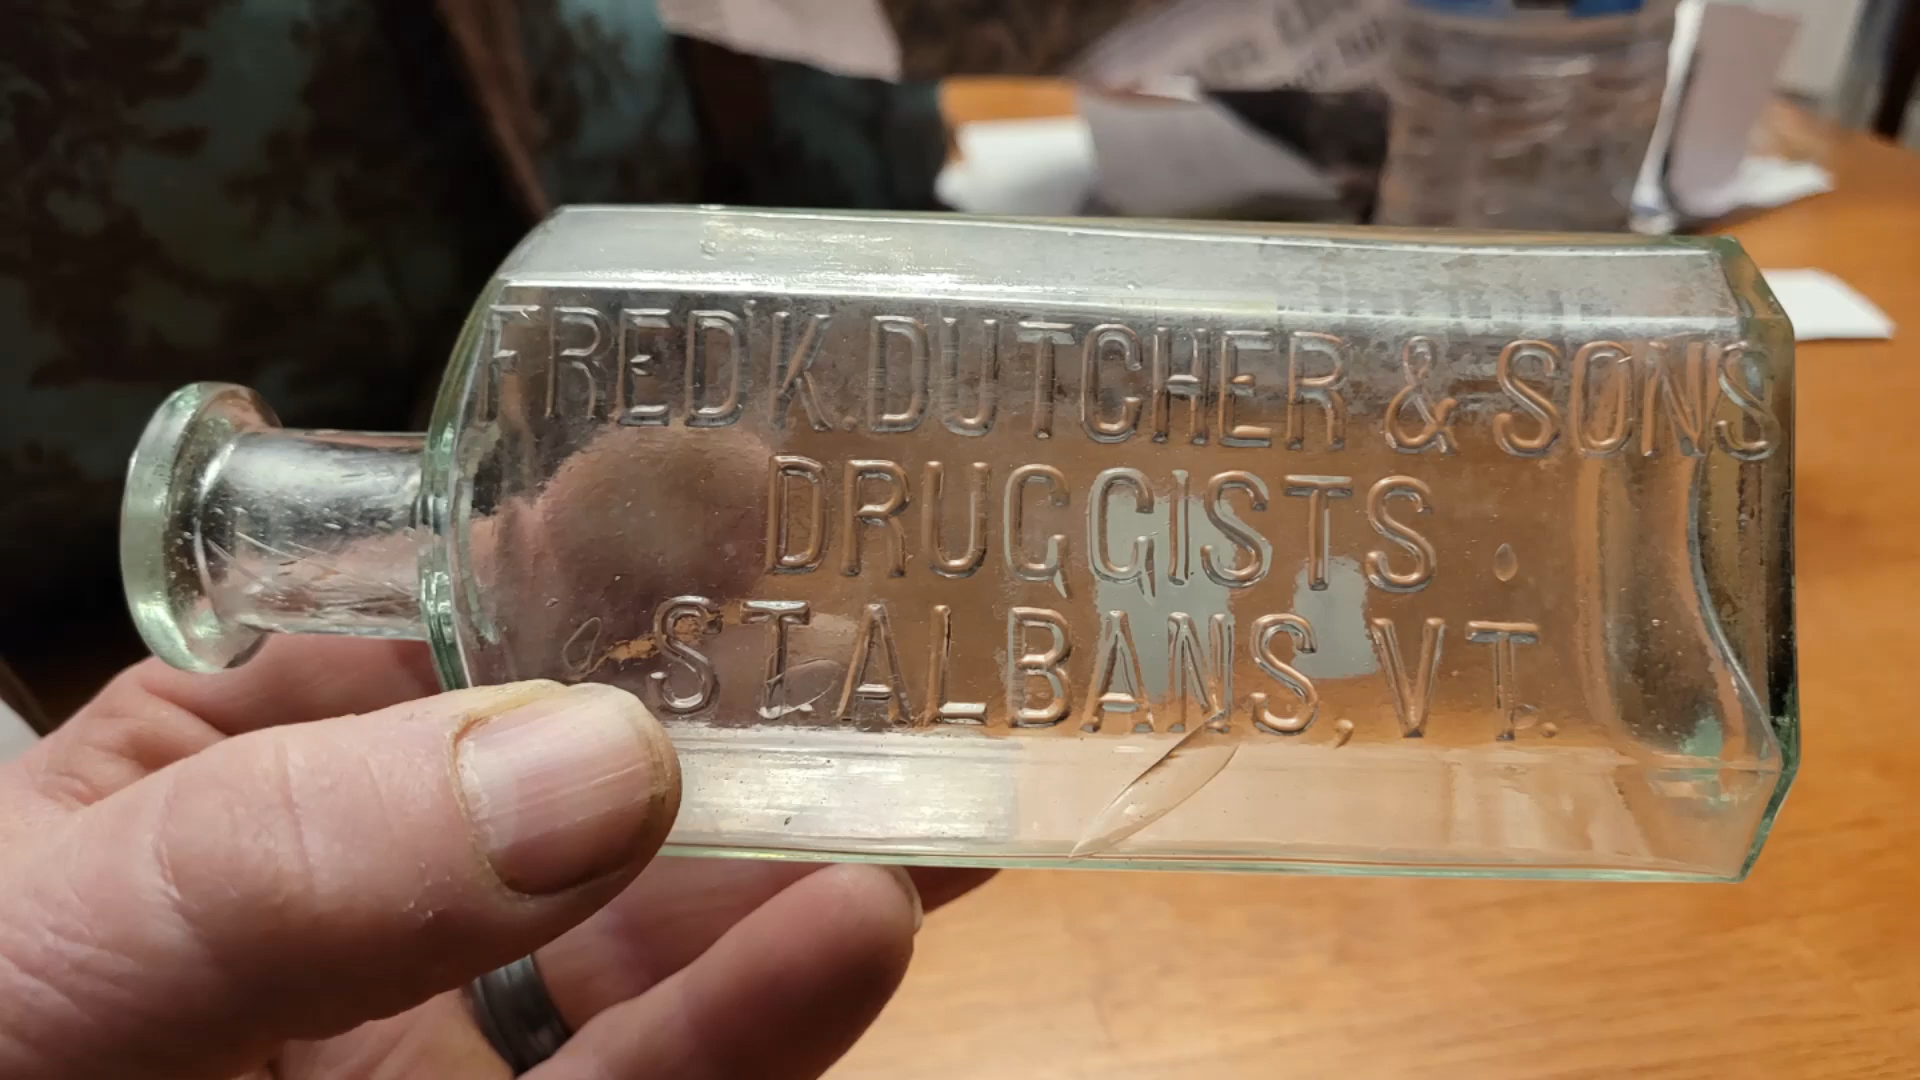 FRED'K. DUTCHER & SONS
DRUGGISTS
ST. ALBANS, VT.